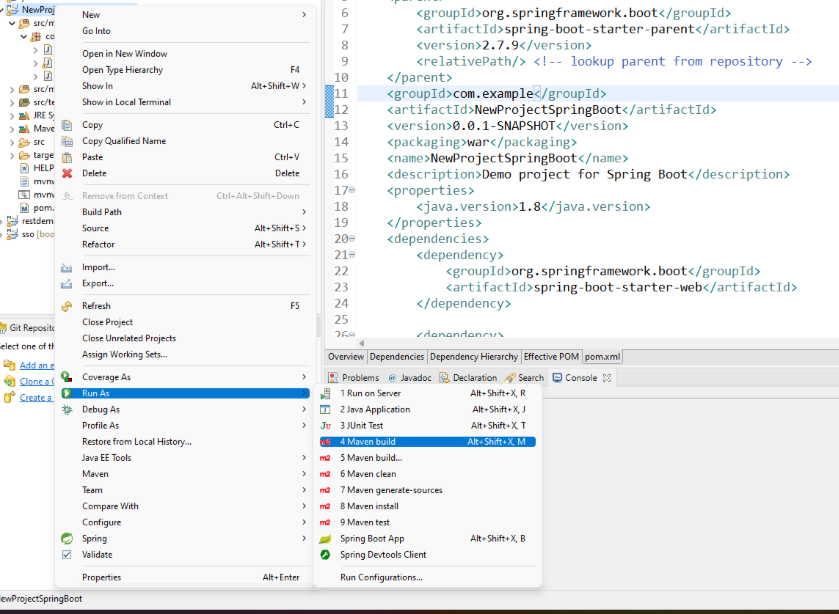 NewProj
src/m
co
src/m
src/te
JRE Sy
Mave
src
targe
HELP
mvnw
mvnw
pom.
restdem
sso [boo
Git Reposito
elect one of th
Add an e
Clone a G
Create a
New
Go Into
Open in New Window
Open Type Hierarchy F4
Show In Alt+Shift+W
Show in Local Terminal
Copy Ctrl+C
Copy Qualified Name
Paste Ctrl+V
Delete Delete
Remove from Context Ctrl+Alt+Shift+Down
Build Path
Source Alt+Shift+S
Refactor Alt+Shift+T
Import...
Export...
Refresh F5
Close Project
Close Unrelated Projects
Assign Working Sets...
Coverage As
Run As
Debug As
Profile As
Restore from Local History...
Java EE Tools
Maven
Team
Compare With
Configure
Spring
Validate
Properties Alt+Enter
1 Run on Server Alt+Shift+X, R
2 Java Application Alt+Shift+X, J
3 JUnit Test Alt+Shift+X, T
4 Maven build Alt+Shift+X, M
5 Maven build...
6 Maven clean
7 Maven generate-sources
8 Maven install
9 Maven test
Spring Boot App Alt+Shift+X, B
Spring Devtools Client
Run Configurations...
6 <groupId>org.springframework.boot</groupId>
7 <artifactId>spring-boot-starter-parent</artifactId>
8 <version>2.7.9</version>
9 <relativePath/> <!-- lookup parent from repository -->
10 </parent>
11 <groupId>com.example</groupId>
12 <artifactId>NewProjectSpringBoot</artifactId>
13 <version>0.0.1-SNAPSHOT</version>
14 <packaging>war</packaging>
15 <name>NewProjectSpringBoot</name>
16 <description>Demo project for Spring Boot</description>
17 <properties>
18 <java.version>1.8</java.version>
19 </properties>
20 <dependencies>
21 <dependency>
22 <groupId>org.springframework.boot</groupId>
23 <artifactId>spring-boot-starter-web</artifactId>
24 </dependency>
25
26 <dependency>
Overview Dependencies Dependency Hierarchy Effective POM pom.xml
Problems Javadoc Declaration Search Console
ewProjectSpringBoot